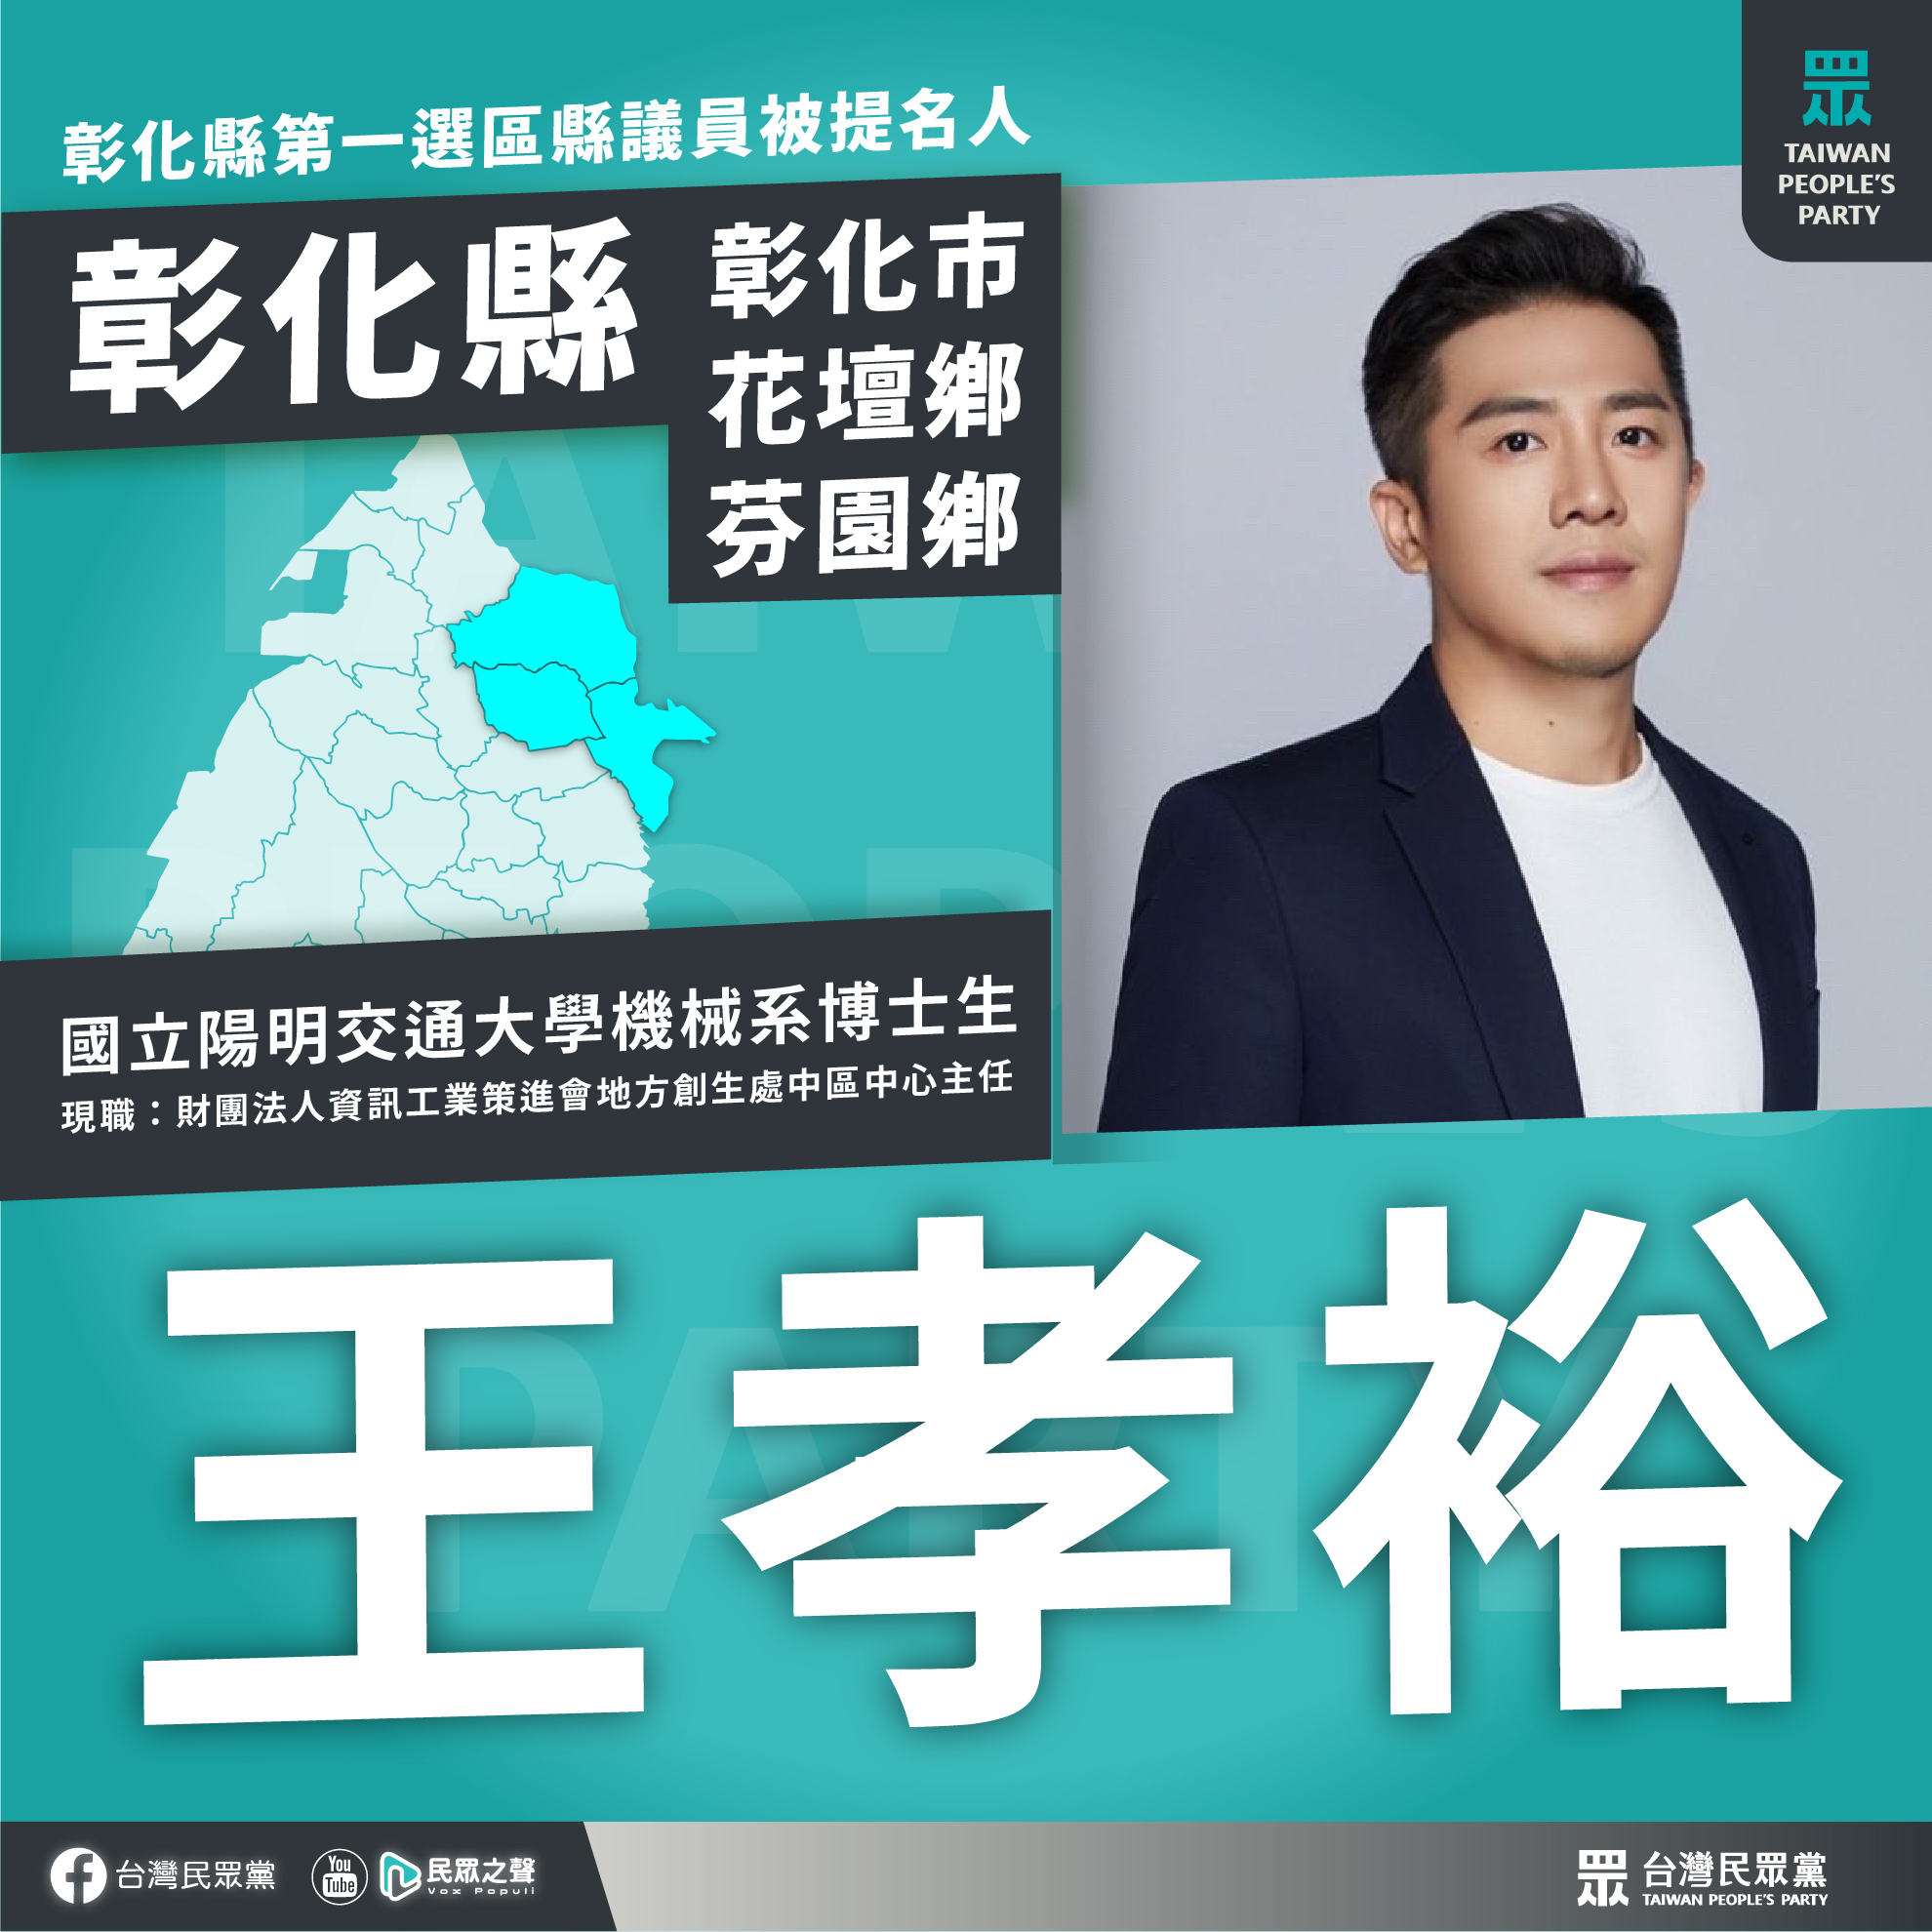 彰化縣第一選區縣議員被提名人
彰化縣
彰化市
花壇鄉
芬園鄉
眾
TAIWAN
PEOPLE'S
PARTY
國立陽明交通大學機械系博士生
現職：財團法人資訊工業策進會地方創生處中區中心主任
王孝裕
台灣民眾黨
You
Tube
民眾之聲
Vox Populi
眾 台灣民眾黨
TAIWAN PEOPLE'S PARTY